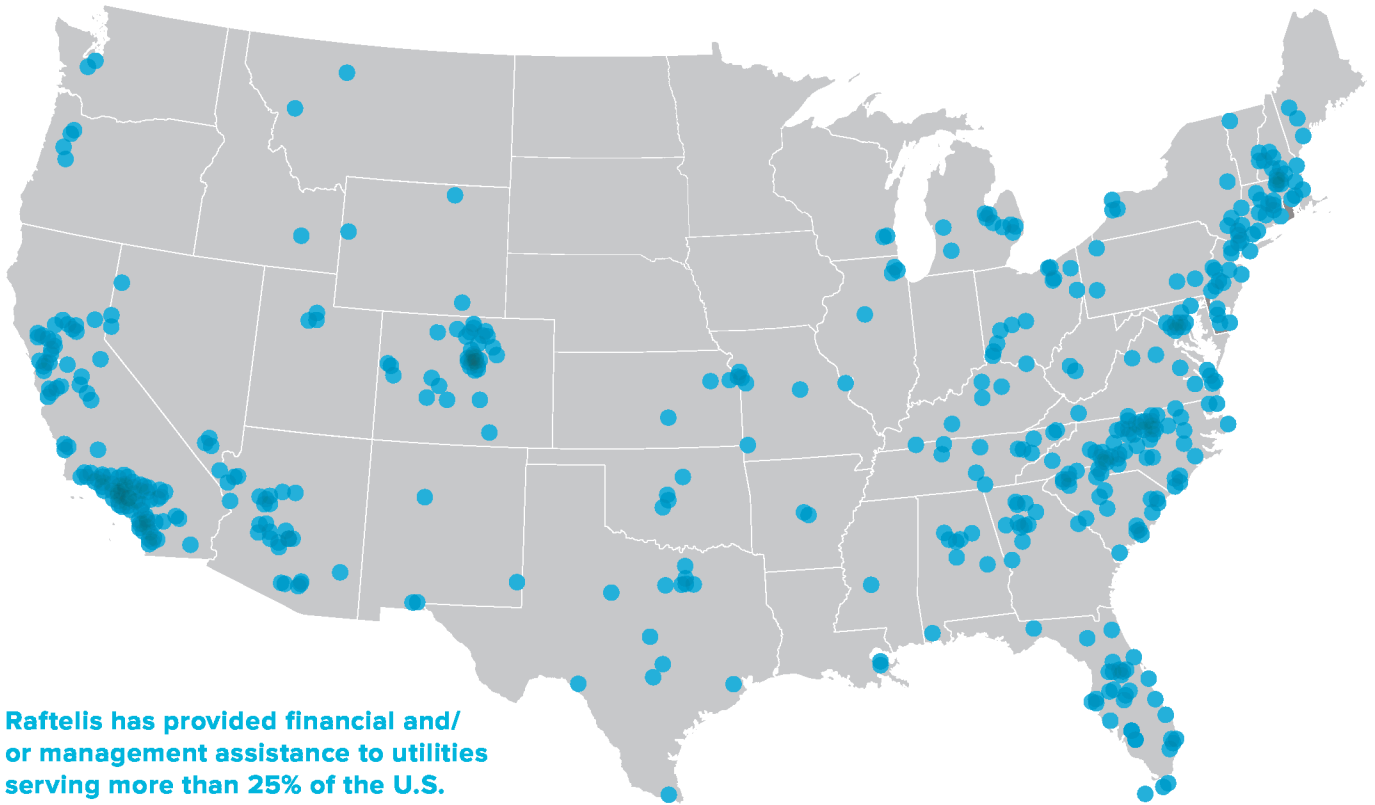 Raftelis has provided financial and/
or management assistance to utilities
serving more than 25% of the U.S.